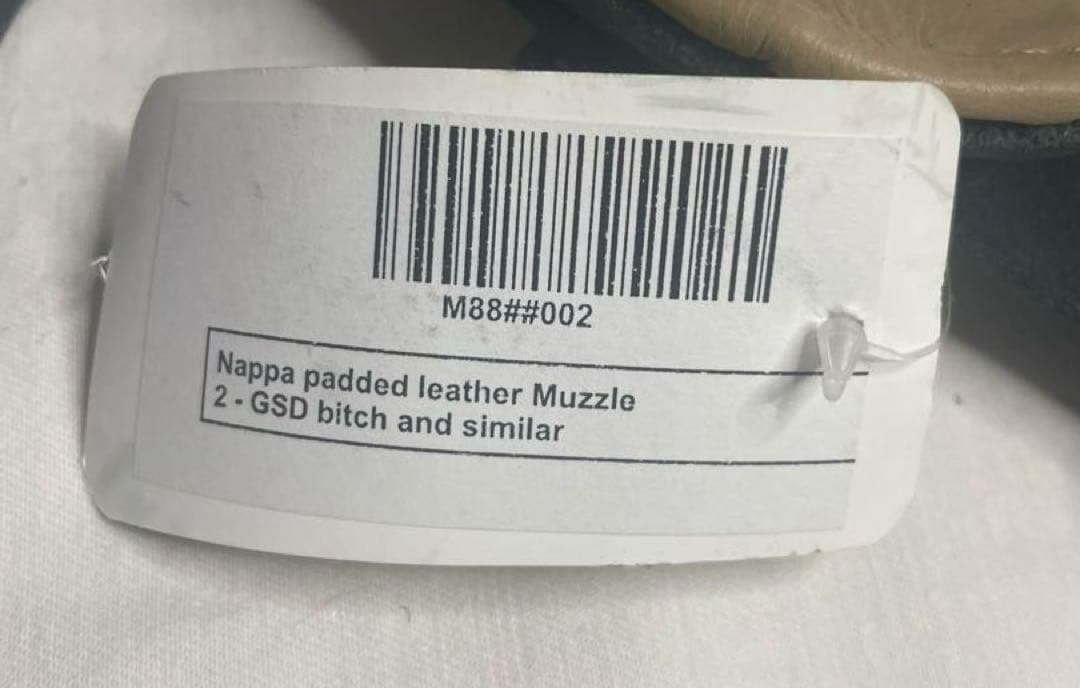 M88##002
Nappa padded leather Muzzle
2 - GSD bitch and similar